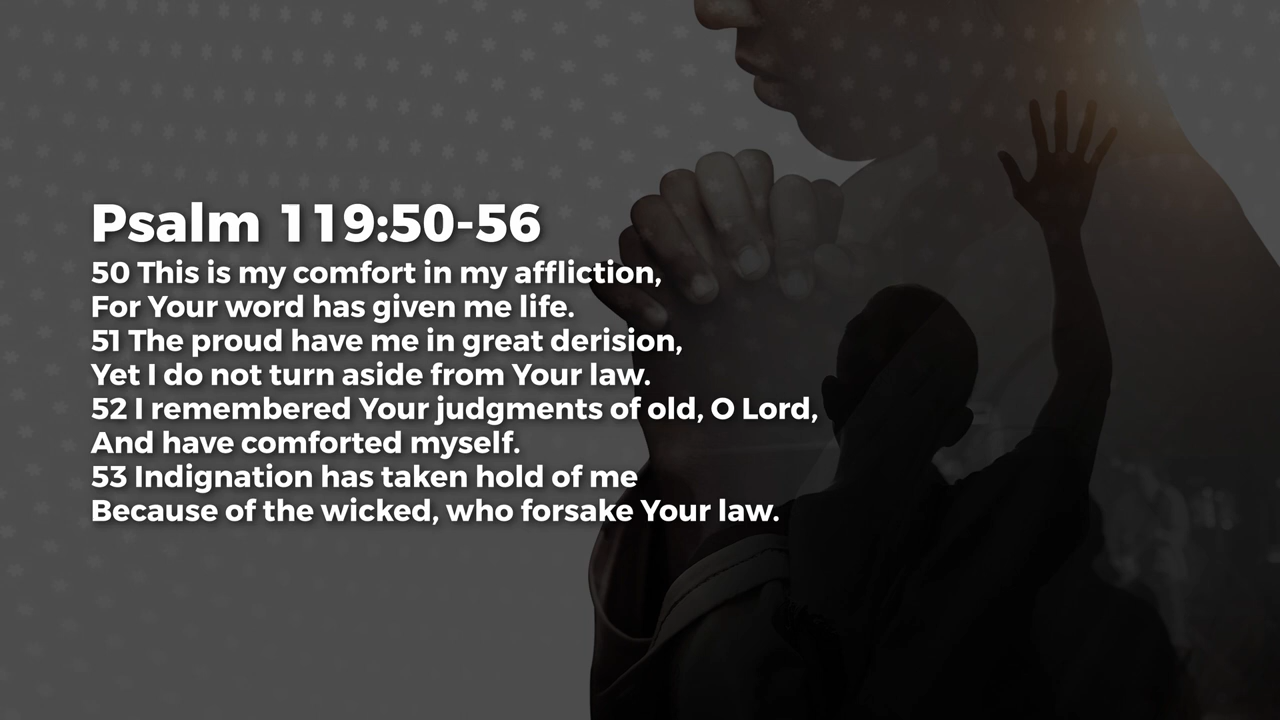 Psalm 119:50-56
50 This is my comfort in my affliction,
For Your word has given me life.
51 The proud have me in great derision,
Yet I do not turn aside from Your law.
52 I remembered Your judgments of old, O Lord,
And have comforted myself.
53 Indignation has taken hold of me
Because of the wicked, who forsake Your law.